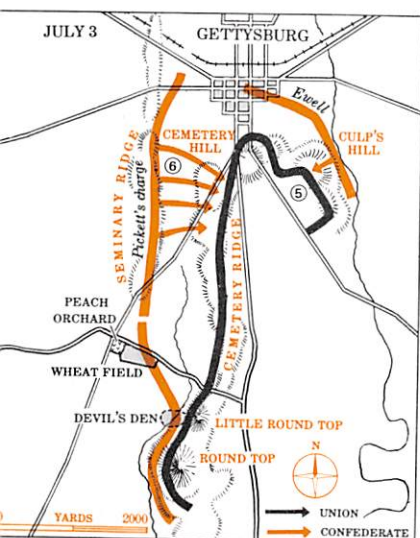 JULY 3
GETTYSBURG
Ewell
CEMETERY
HILL
CULP'S
HILL
⑥
⑤
SEMINARY RIDGE
Pickett's charge
CEMETERY RIDGE
PEACH
ORCHARD
WHEAT FIELD
DEVIL'S DEN
LITTLE ROUND TOP
ROUND TOP
N
0 YARDS 2000
UNION
CONFEDERATE